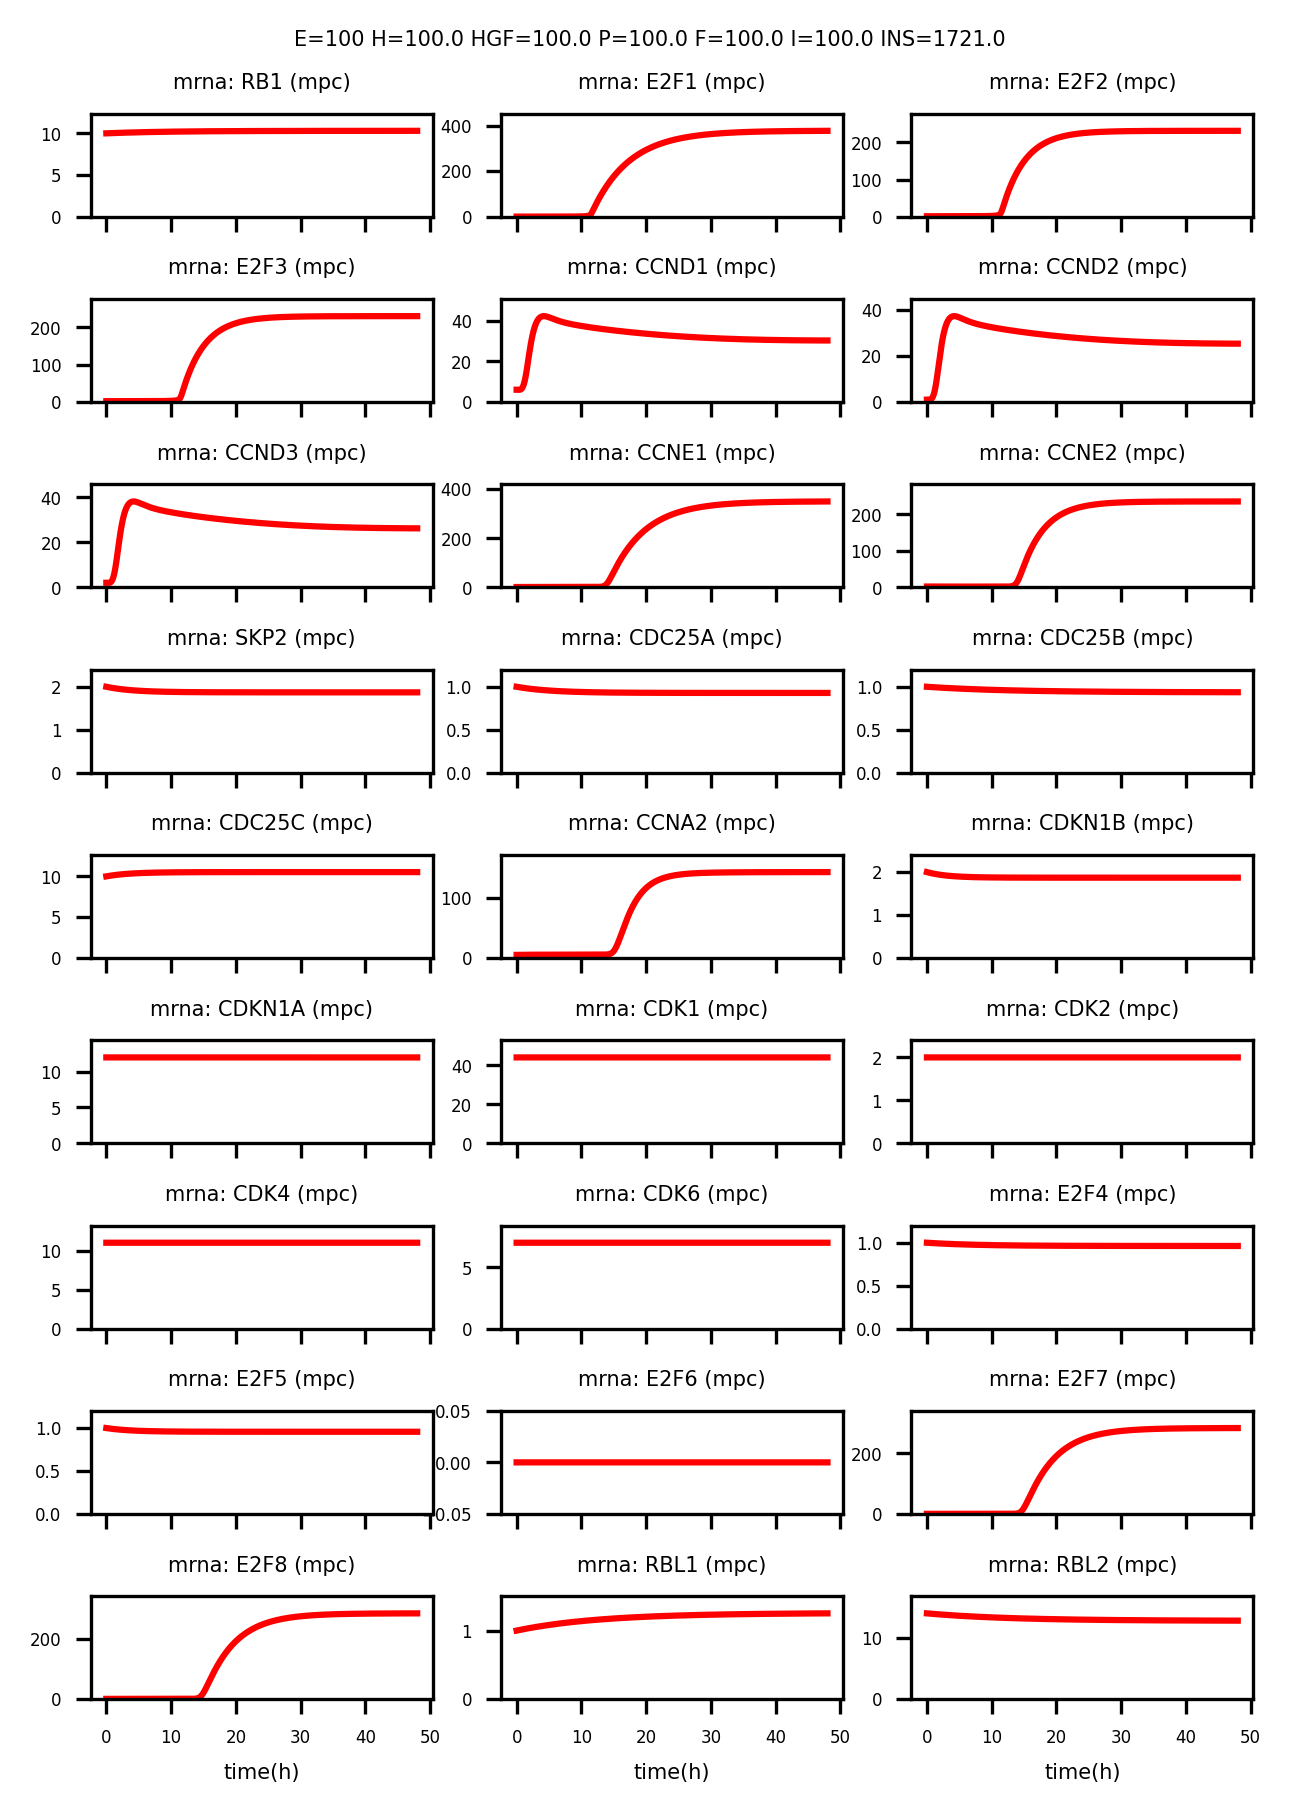 E=100 H=100.0 HGF=100.0 P=100.0 F=100.0 I=100.0 INS=1721.0
mrna: RB1 (mpc) mrna: E2F1 (mpc) mrna: E2F2 (mpc)
10 400 200
5 200 100
0 0 0
mrna: E2F3 (mpc) mrna: CCND1 (mpc) mrna: CCND2 (mpc)
200 40 40
100 20 20
0 0 0
mrna: CCND3 (mpc) mrna: CCNE1 (mpc) mrna: CCNE2 (mpc)
40 400 200
20 200 100
0 0 0
mrna: SKP2 (mpc) mrna: CDC25A (mpc) mrna: CDC25B (mpc)
2 1.0 1.0
1 0.5 0.5
0 0.0 0.0
mrna: CDC25C (mpc) mrna: CCNA2 (mpc) mrna: CDKN1B (mpc)
10 100 2
5 1
0 0 0
mrna: CDKN1A (mpc) mrna: CDK1 (mpc) mrna: CDK2 (mpc)
10 40 2
5 20 1
0 0 0
mrna: CDK4 (mpc) mrna: CDK6 (mpc) mrna: E2F4 (mpc)
10 5 1.0
5 0.5
0 0 0.0
mrna: E2F5 (mpc) mrna: E2F6 (mpc) mrna: E2F7 (mpc)
1.0 0.05 200
0.5 0.00
0.0 0.05 0
mrna: E2F8 (mpc) mrna: RBL1 (mpc) mrna: RBL2 (mpc)
200 1 10
0 0 0
0 10 20 30 40 50 0 10 20 30 40 50 0 10 20 30 40 50
time(h) time(h) time(h)